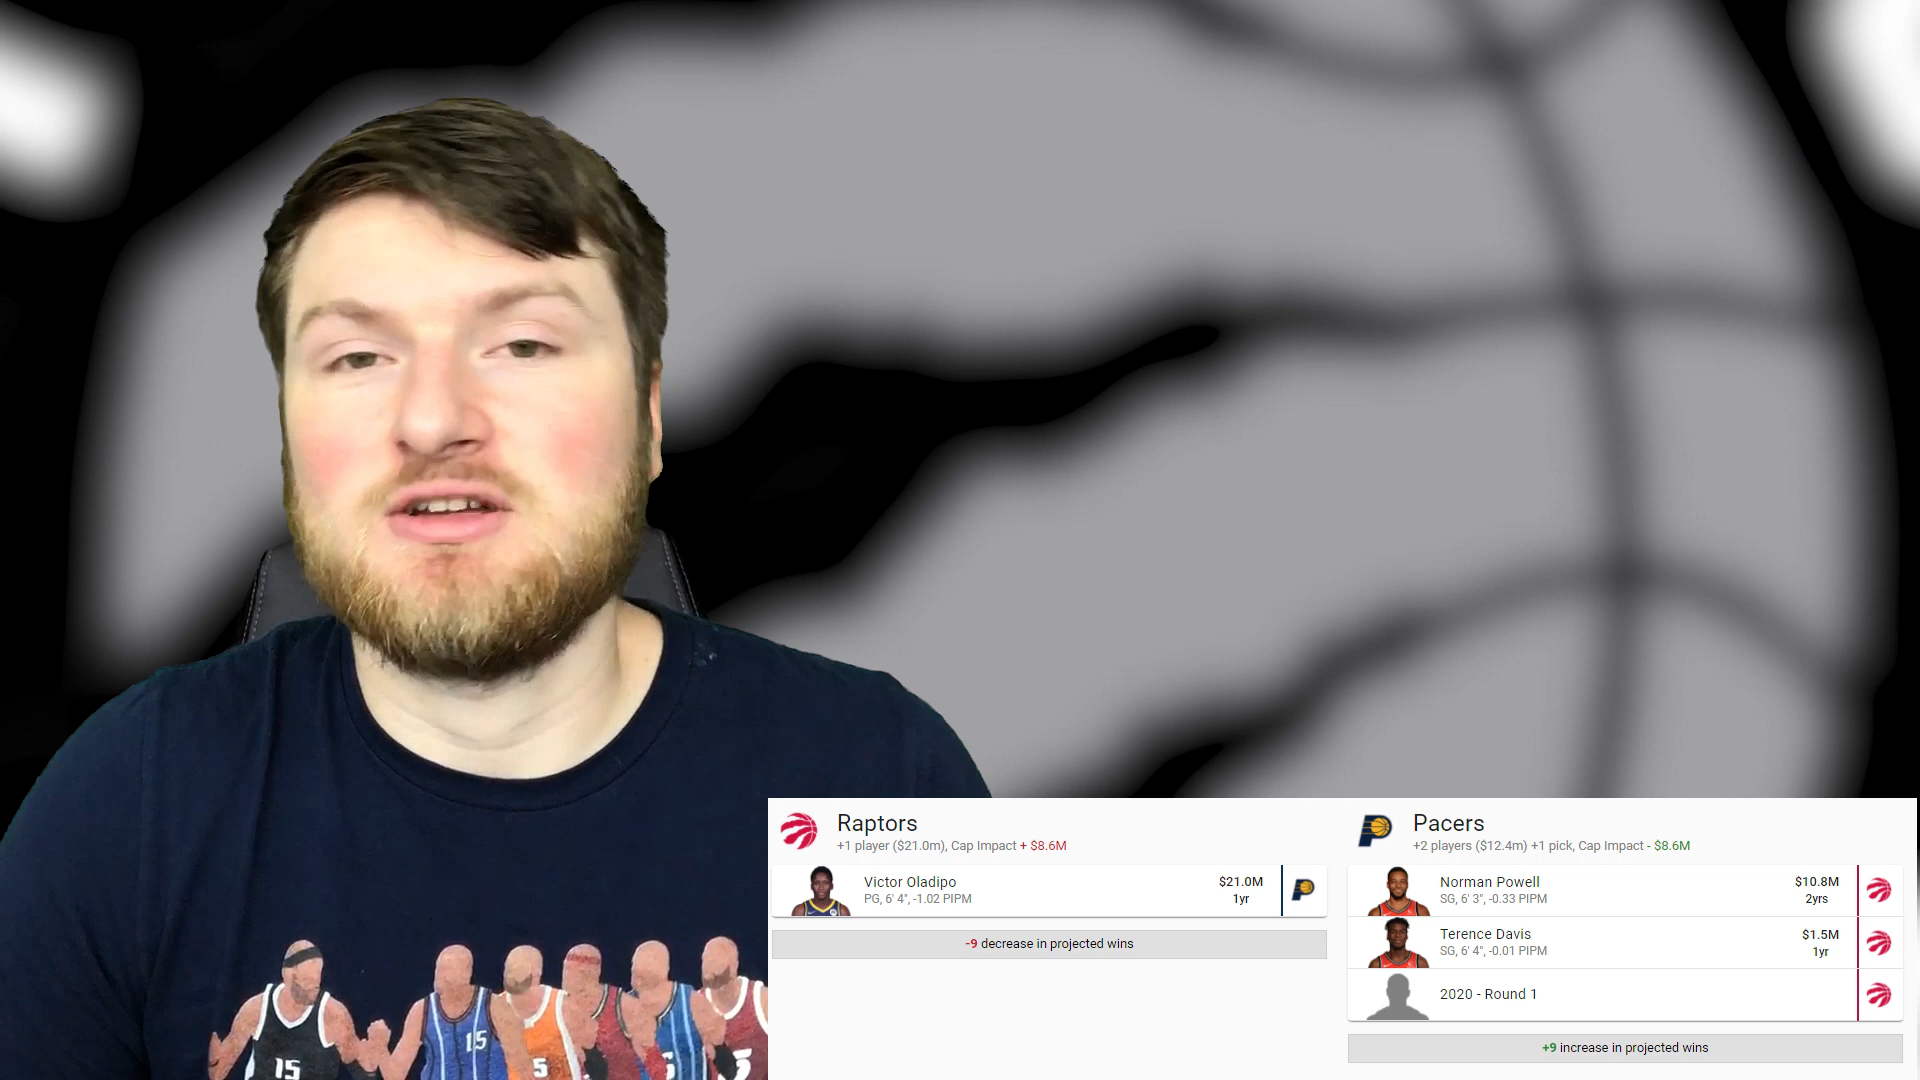 Raptors
+1 player ($21.0m), Cap Impact + $8.6M
Victor Oladipo
PG, 6' 4", -1.02 PIPM
$21.0M
1yr
-9 decrease in projected wins
Pacers
+2 players ($12.4m) +1 pick, Cap Impact - $8.6M
Norman Powell
SG, 6' 3", -0.33 PIPM
$10.8M
2yrs
Terence Davis
SG, 6' 4", -0.01 PIPM
$1.5M
1yr
2020 - Round 1
+9 increase in projected wins
15
15
5